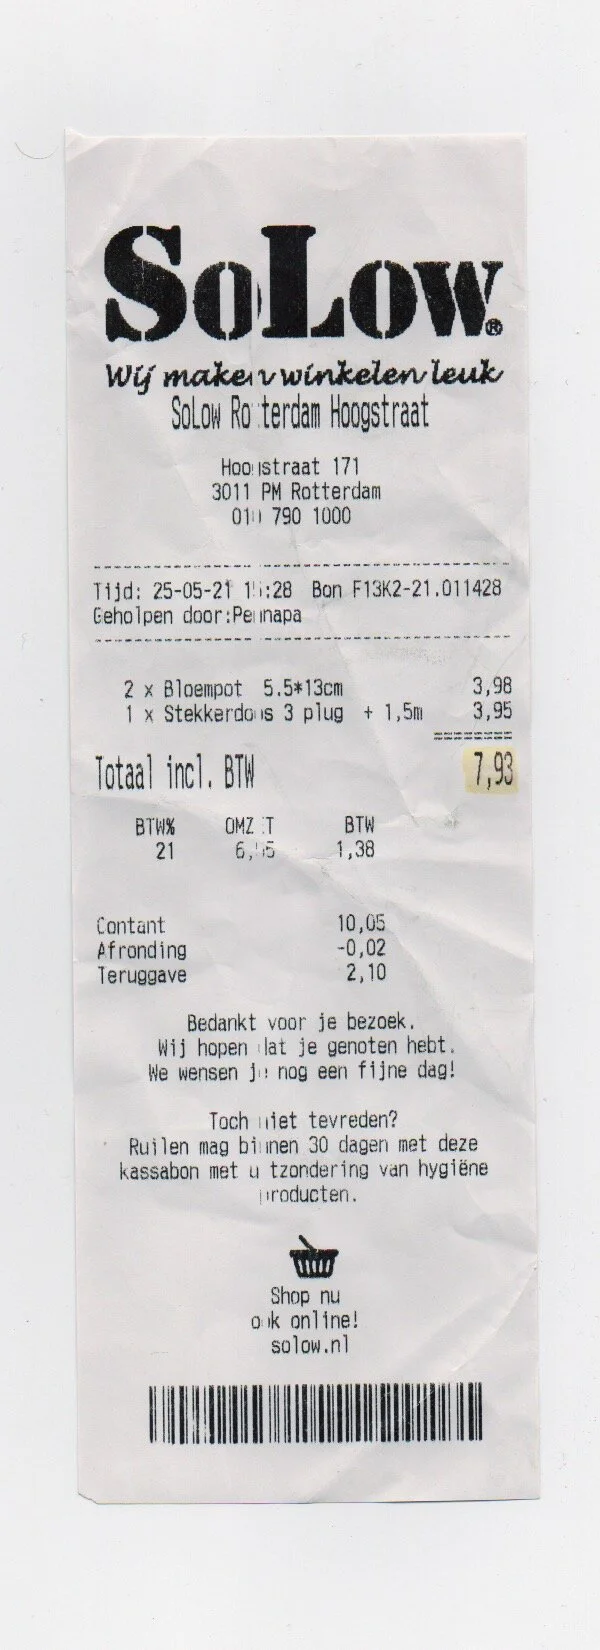 SoLow®
Wij maken winkelen leuk
SoLow Rotterdam Hoogstraat
Hoogstraat 171
3011 PM Rotterdam
010 790 1000
Tijd: 25-05-21 Bon F13K2-21.011428
Geholpen door:Pennapa
2 x Bloempot 5.5*13cm 3,98
1 x Stekkerdoos 3 plug + 1,5m 3,95
Totaal incl. BTW 7,93
BTW% OMZET BTW
21 1,38
Contant 10,05
Afronding -0,02
Teruggave 2,10
Bedankt voor je bezoek.
Wij hopen dat je genoten hebt.
We wensen je nog een fijne dag!
Toch niet tevreden?
Ruilen mag binnen 30 dagen met deze
kassabon met uitzondering van hygiëne
producten.
Shop nu
ook online!
solow.nl